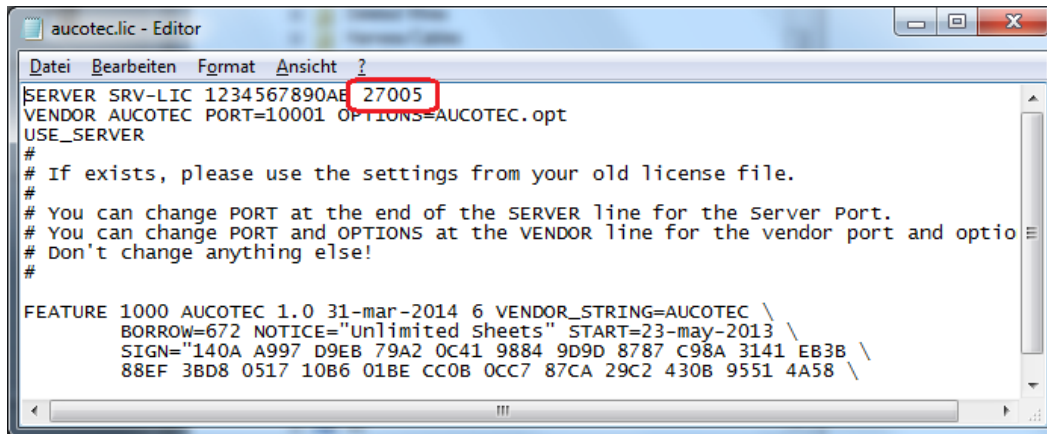 aucotec.lic - Editor
Datei Bearbeiten Format Ansicht ?
SERVER SRV-LIC 1234567890AB 27005
VENDOR AUCOTEC PORT=10001 OPTIONS=AUCOTEC.opt
USE_SERVER
#
# If exists, please use the settings from your old license file.
#
# You can change PORT at the end of the SERVER line for the Server Port.
# You can change PORT and OPTIONS at the VENDOR line for the vendor port and optio
# Don't change anything else!
#
FEATURE 1000 AUCOTEC 1.0 31-mar-2014 6 VENDOR_STRING=AUCOTEC \
BORROW=672 NOTICE="Unlimited Sheets" START=23-may-2013 \
SIGN="140A A997 D9EB 79A2 0C41 9884 9D9D 8787 C98A 3141 EB3B \
88EF 3BD8 0517 10B6 01BE CC0B 0CC7 87CA 29C2 430B 9551 4A58 \